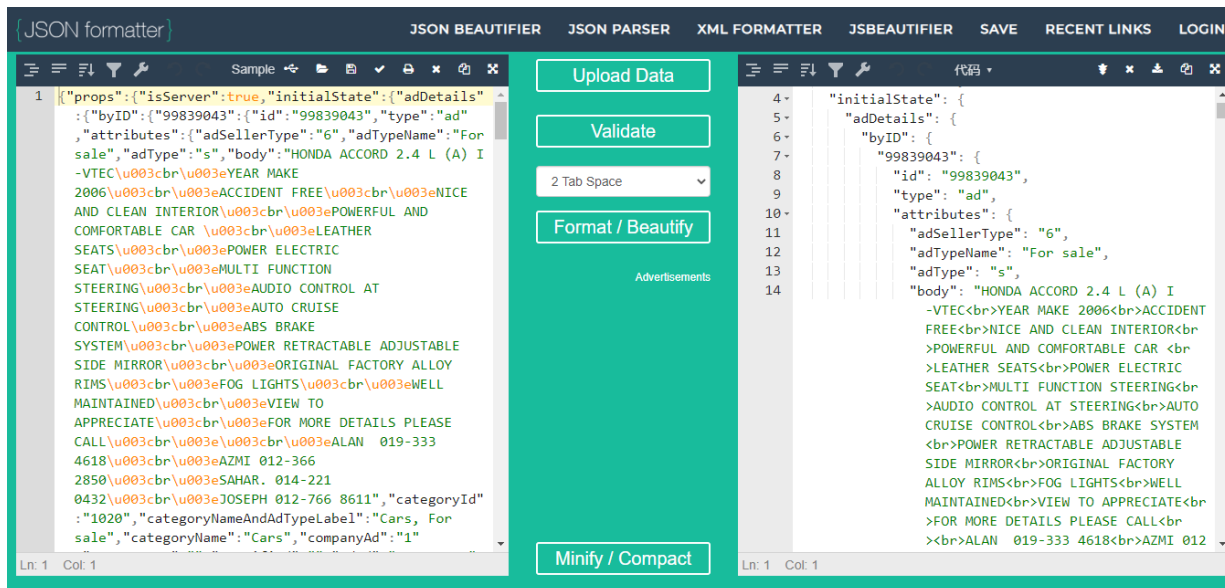 {JSON formatter}
JSON BEAUTIFIER JSON PARSER XML FORMATTER JSBEAUTIFIER SAVE RECENT LINKS LOGIN
Sample
1 {"props":{"isServer":true,"initialState":{"adDetails"
:{"byID":{"99839043":{"id":"99839043","type":"ad"
,"attributes":{"adSellerType":"6","adTypeName":"For
sale","adType":"s","body":"HONDA ACCORD 2.4 L (A) I
-VTEC\u003cbr\u003eYEAR MAKE
2006\u003cbr\u003eACCIDENT FREE\u003cbr\u003eNICE
AND CLEAN INTERIOR\u003cbr\u003ePOWERFUL AND
COMFORTABLE CAR \u003cbr\u003eLEATHER
SEATS\u003cbr\u003ePOWER ELECTRIC
SEAT\u003cbr\u003eMULTI FUNCTION
STEERING\u003cbr\u003eAUDIO CONTROL AT
STEERING\u003cbr\u003eAUTO CRUISE
CONTROL\u003cbr\u003eABS BRAKE
SYSTEM\u003cbr\u003ePOWER RETRACTABLE ADJUSTABLE
SIDE MIRROR\u003cbr\u003eORIGINAL FACTORY ALLOY
RIMS\u003cbr\u003eFOG LIGHTS\u003cbr\u003eWELL
MAINTAINED\u003cbr\u003eVIEW TO
APPRECIATE\u003cbr\u003eFOR MORE DETAILS PLEASE
CALL\u003cbr\u003e\u003cbr\u003eALAN  019-333
4618\u003cbr\u003eAZMI 012-366
2850\u003cbr\u003eSAHAR. 014-221
0432\u003cbr\u003eJOSEPH 012-766 8611","categoryId"
:"1020","categoryNameAndAdTypeLabel":"Cars, For
sale","categoryName":"Cars","companyAd":"1"
Ln: 1 Col: 1
Upload Data
Validate
2 Tab Space
Format / Beautify
Advertisements
Minify / Compact
代码
4 "initialState": {
5 "adDetails": {
6 "byID": {
7 "99839043": {
8 "id": "99839043",
9 "type": "ad",
10 "attributes": {
11 "adSellerType": "6",
12 "adTypeName": "For sale",
13 "adType": "s",
14 "body": "HONDA ACCORD 2.4 L (A) I
-VTEC<br>YEAR MAKE 2006<br>ACCIDENT
FREE<br>NICE AND CLEAN INTERIOR<br
>POWERFUL AND COMFORTABLE CAR <br
>LEATHER SEATS<br>POWER ELECTRIC
SEAT<br>MULTI FUNCTION STEERING<br
>AUDIO CONTROL AT STEERING<br>AUTO
CRUISE CONTROL<br>ABS BRAKE SYSTEM
<br>POWER RETRACTABLE ADJUSTABLE
SIDE MIRROR<br>ORIGINAL FACTORY
ALLOY RIMS<br>FOG LIGHTS<br>WELL
MAINTAINED<br>VIEW TO APPRECIATE<br
>FOR MORE DETAILS PLEASE CALL<br
><br>ALAN  019-333 4618<br>AZMI 012
Ln: 1 Col: 1